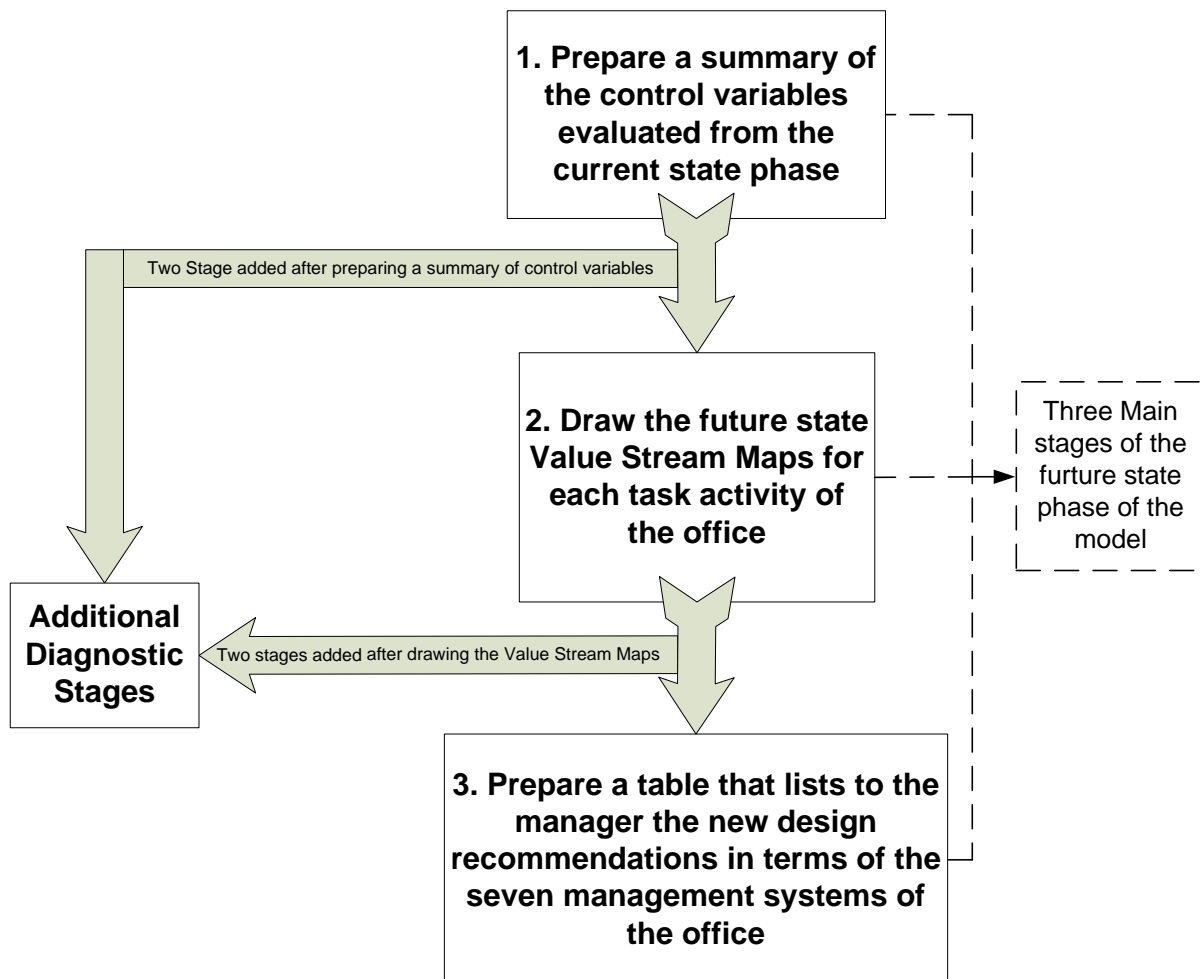 1. Prepare a summary of
the control variables
evaluated from the
current state phase
Two Stage added after preparing a summary of control variables
2. Draw the future state
Value Stream Maps for
each task activity of
the office
Three Main
stages of the
furture state
phase of the
model
Additional
Diagnostic
Stages
Two stages added after drawing the Value Stream Maps
3. Prepare a table that lists to the
manager the new design
recommendations in terms of the
seven management systems of
the office